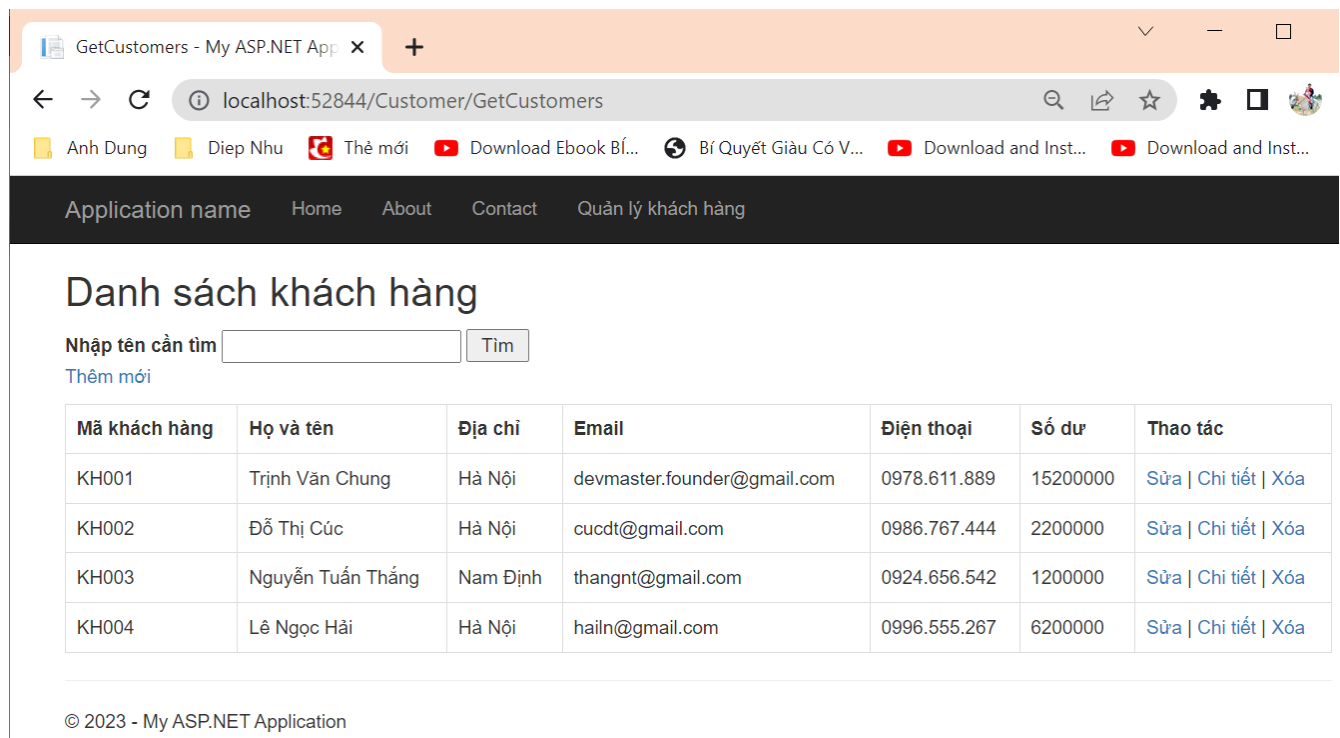 GetCustomers - My ASP.NET App
localhost:52844/Customer/GetCustomers
Anh Dung Diep Nhu Thẻ mới Download Ebook BÍ... Bí Quyết Giàu Có V... Download and Inst... Download and Inst...
Application name Home About Contact Quản lý khách hàng
Danh sách khách hàng
Nhập tên cần tìm Tìm
Thêm mới
Mã khách hàng Họ và tên Địa chỉ Email Điện thoại Số dư Thao tác
KH001 Trịnh Văn Chung Hà Nội devmaster.founder@gmail.com 0978.611.889 15200000 Sửa | Chi tiết | Xóa
KH002 Đỗ Thị Cúc Hà Nội cucdt@gmail.com 0986.767.444 2200000 Sửa | Chi tiết | Xóa
KH003 Nguyễn Tuấn Thắng Nam Định thangnt@gmail.com 0924.656.542 1200000 Sửa | Chi tiết | Xóa
KH004 Lê Ngọc Hải Hà Nội hailn@gmail.com 0996.555.267 6200000 Sửa | Chi tiết | Xóa
© 2023 - My ASP.NET Application